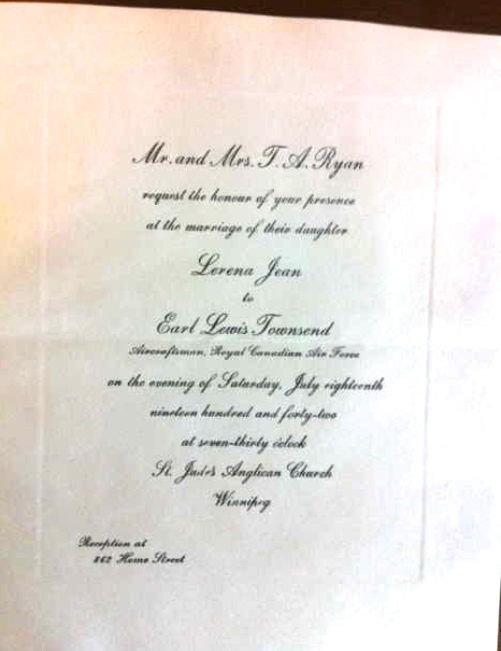 Mr. and Mrs. T. A. Ryan
request the honour of your presence
at the marriage of their daughter
Lorena Jean
to
Earl Lewis Townsend
Aircraftsman, Royal Canadian Air Force
on the evening of Saturday, July eighteenth
nineteen hundred and forty-two
at seven-thirty o'clock
St. Jude's Anglican Church
Winnipeg
Reception at
862 Home Street